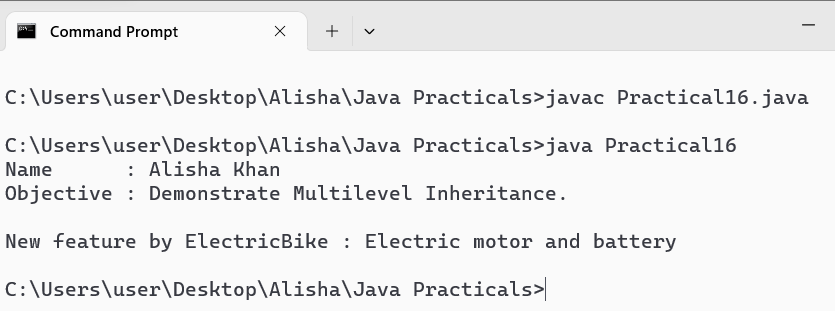 Command Prompt
C:\Users\user\Desktop\Alisha\Java Practicals>javac Practical16.java
C:\Users\user\Desktop\Alisha\Java Practicals>java Practical16
Name      : Alisha Khan
Objective : Demonstrate Multilevel Inheritance.
New feature by ElectricBike : Electric motor and battery
C:\Users\user\Desktop\Alisha\Java Practicals>